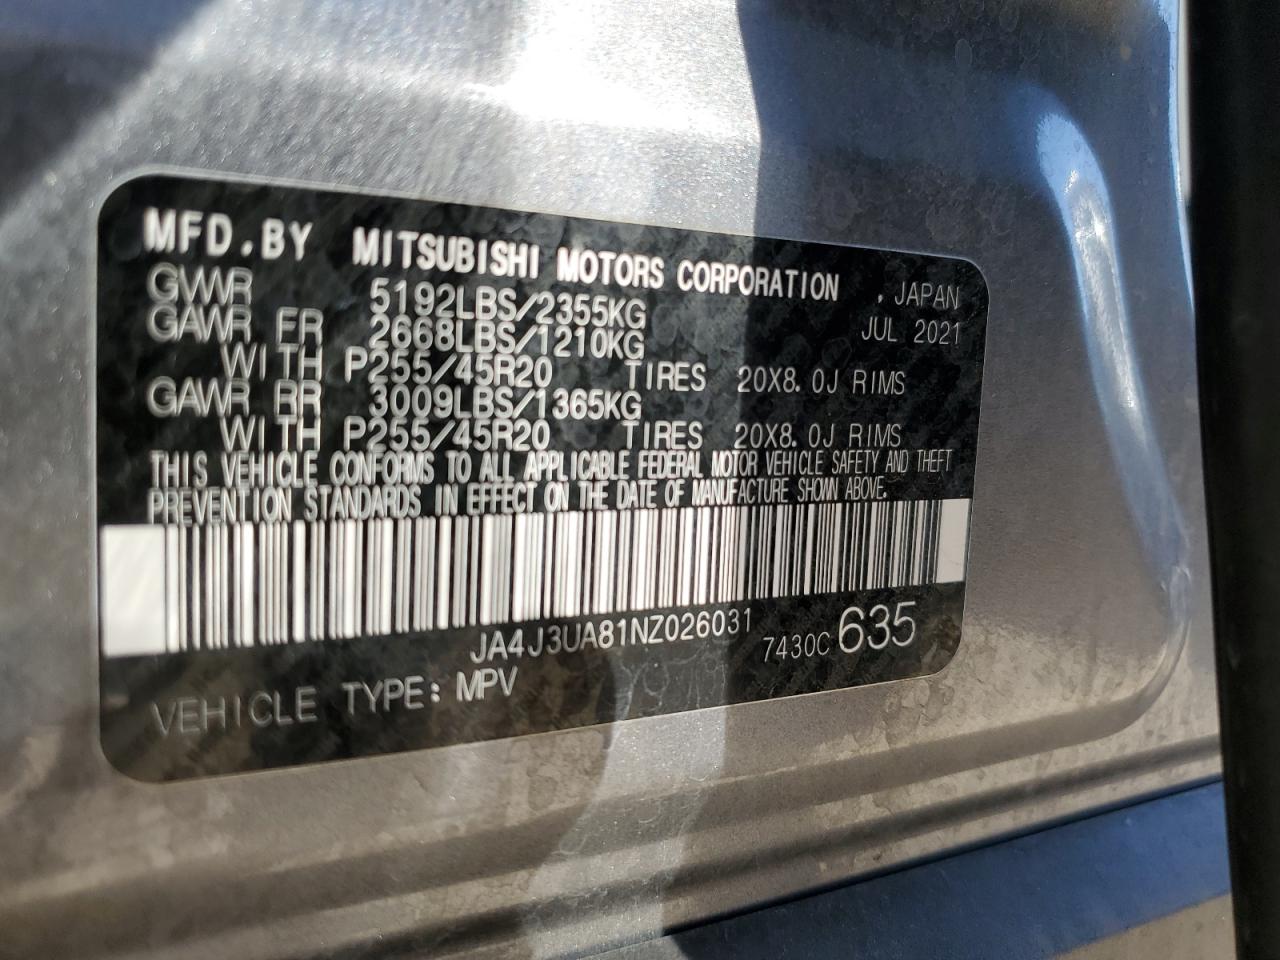 MFD.BY MITSUBISHI MOTORS CORPORATION , JAPAN
GVWR 5192LBS/2355KG JUL 2021
GAWR FR 2668LBS/1210KG
WITH P255/45R20 TIRES 20X8.0J RIMS
GAWR RR 3009LBS/1365KG
WITH P255/45R20 TIRES 20X8.0J RIMS
THIS VEHICLE CONFORMS TO ALL APPLICABLE FEDERAL MOTOR VEHICLE SAFETY AND THEFT
PREVENTION STANDARDS IN EFFECT ON THE DATE OF MANUFACTURE SHOWN ABOVE.
JA4J3UA81NZ026031 7430C 635
VEHICLE TYPE: MPV